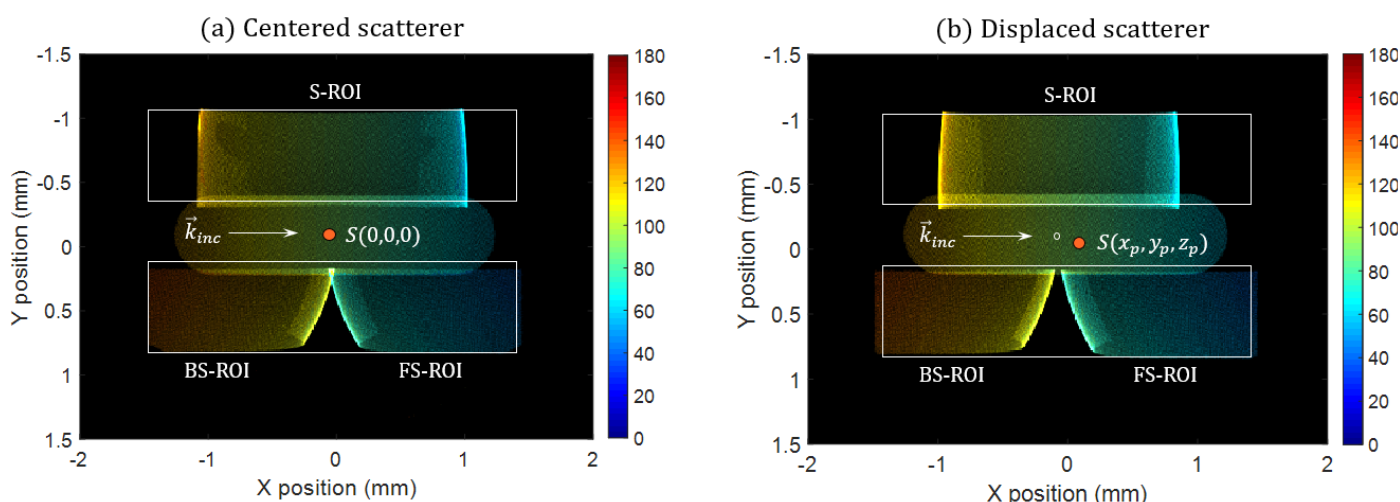 (a) Centered scatterer
-1.5
-1
-0.5
0
0.5
1
1.5
-2
-1
0
1
2
Y position (mm)
X position (mm)
S-ROI
k⃗inc
S(0,0,0)
BS-ROI
FS-ROI
180
160
140
120
100
80
60
40
20
0
(b) Displaced scatterer
-1.5
-1
-0.5
0
0.5
1
1.5
-2
-1
0
1
2
Y position (mm)
X position (mm)
S-ROI
k⃗inc
S(xp, yp, zp)
BS-ROI
FS-ROI
180
160
140
120
100
80
60
40
20
0